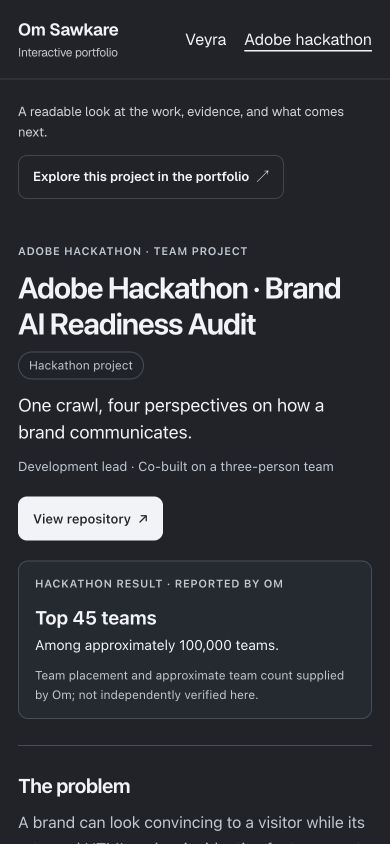 Om Sawkare
Interactive portfolio
Veyra
Adobe hackathon
A readable look at the work, evidence, and what comes
next.
Explore this project in the portfolio ↗
ADOBE HACKATHON · TEAM PROJECT
Adobe Hackathon · Brand
AI Readiness Audit
Hackathon project
One crawl, four perspectives on how a
brand communicates.
Development lead · Co-built on a three-person team
View repository ↗
HACKATHON RESULT · REPORTED BY OM
Top 45 teams
Among approximately 100,000 teams.
Team placement and approximate team count supplied
by Om; not independently verified here.
The problem
A brand can look convincing to a visitor while its